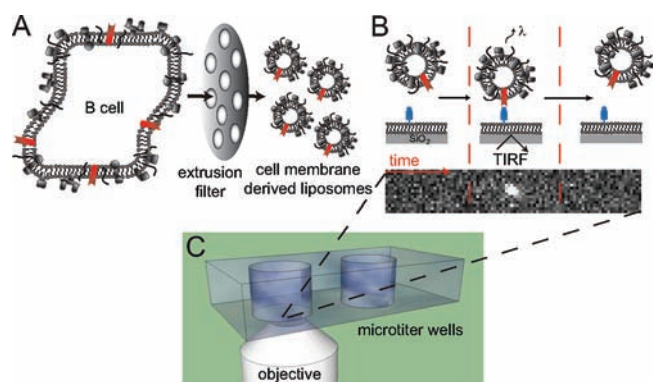 A
B cell
extrusion
filter
cell membrane
derived liposomes
B
λ
SiO2
TIRF
time
C
microtiter wells
objective